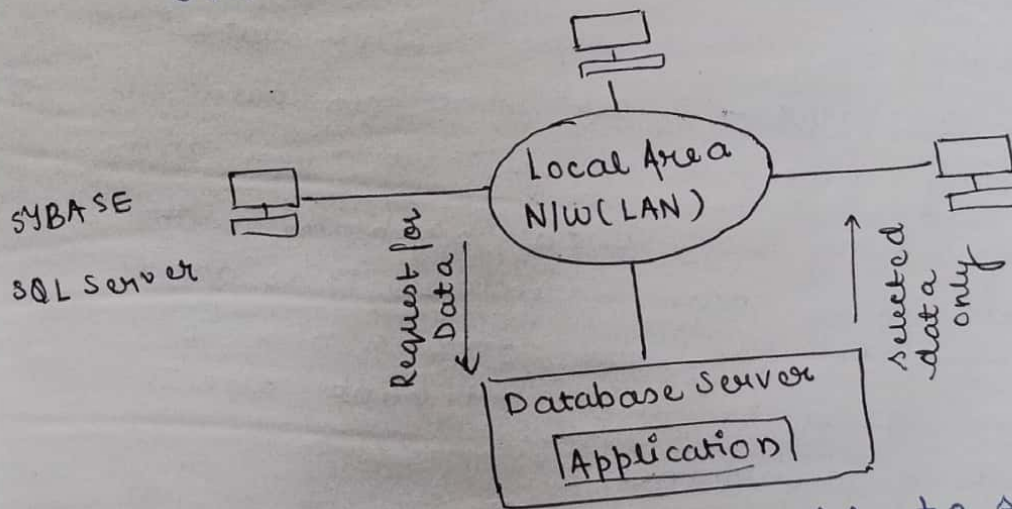 Local Area
N/W (LAN)
SYBASE
SQL Server
Request for
Data
selected
data
only
Database Server
Application